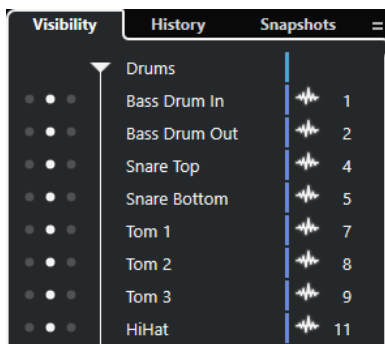 Visibility History Snapshots
Drums
Bass Drum In 1
Bass Drum Out 2
Snare Top 4
Snare Bottom 5
Tom 1 7
Tom 2 8
Tom 3 9
HiHat 11